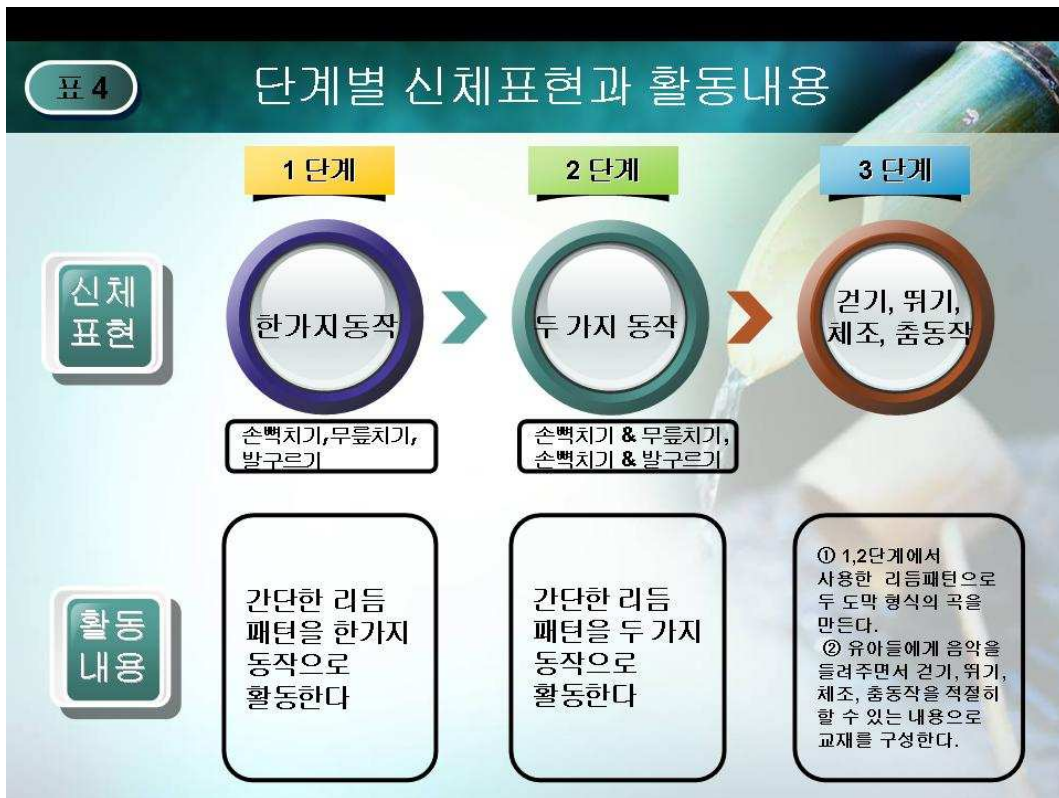 표 4
단계별 신체표현과 활동내용
1 단계
2 단계
3 단계
신체
표현
한가지동작
두 가지 동작
걷기, 뛰기,
체조, 춤동작
손뼉치기,무릎치기,
발구르기
손뼉치기 & 무릎치기,
손뼉치기 & 발구르기
활동
내용
간단한 리듬
패턴을 한가지
동작으로
활동한다
간단한 리듬
패턴을 두 가지
동작으로
활동한다
① 1,2단계에서
사용한 리듬패턴으로
두 도막 형식의 곡을
만든다.
② 유아들에게 음악을
들려주면서 걷기, 뛰기,
체조, 춤동작을 적절히
할 수 있는 내용으로
교재를 구성한다.